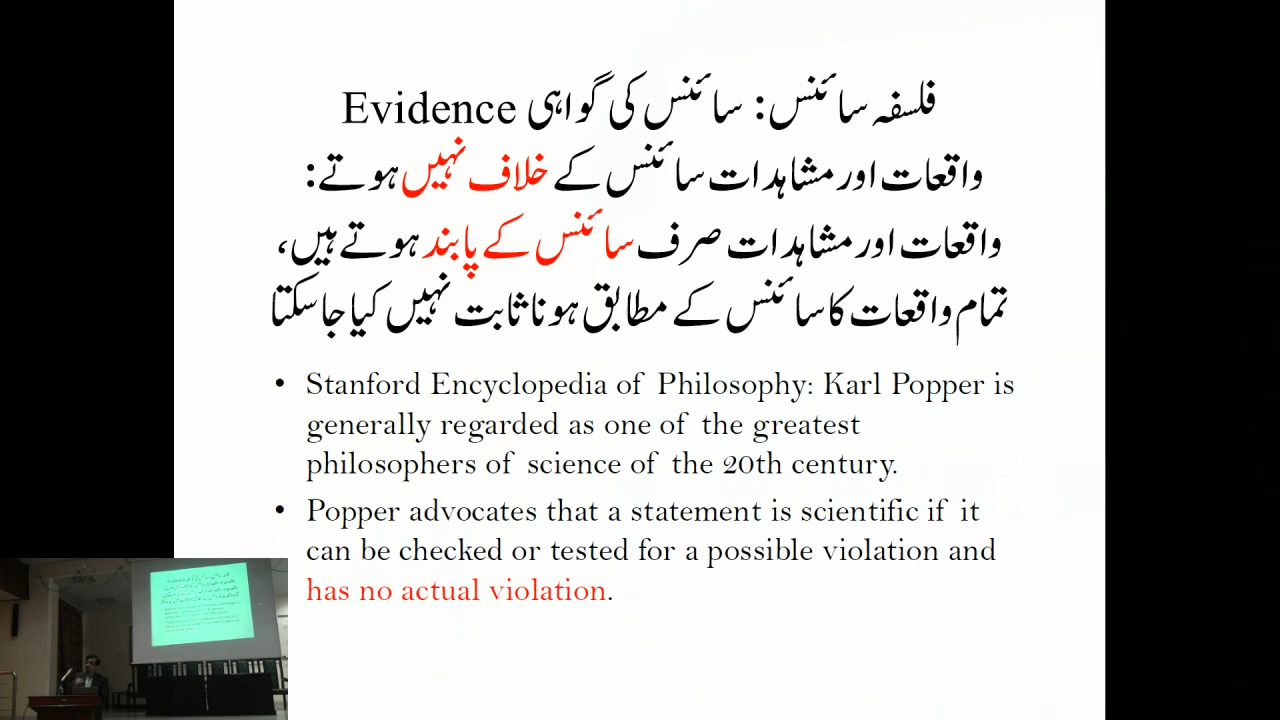 فلسفہ سائنس: سائنس کی گواہی Evidence
واقعات اور مشاہدات سائنس کے خلاف نہیں ہوتے:
واقعات اور مشاہدات صرف سائنس کے پابند ہوتے ہیں،
تمام واقعات کا سائنس کے مطابق ہونا ثابت نہیں کیا جاسکتا
• Stanford Encyclopedia of Philosophy: Karl Popper is
generally regarded as one of the greatest
philosophers of science of the 20th century.
• Popper advocates that a statement is scientific if it
can be checked or tested for a possible violation and
has no actual violation.